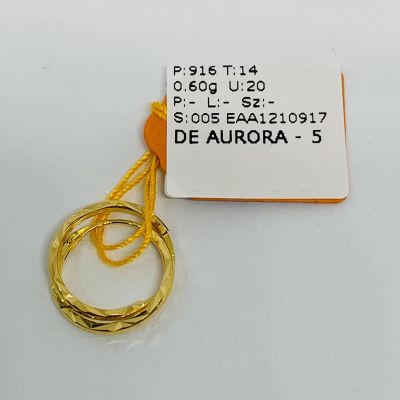 P:916 T:14
0.60g U:20
P:- L:- Sz:-
S:005 EAA1210917
DE AURORA - 5